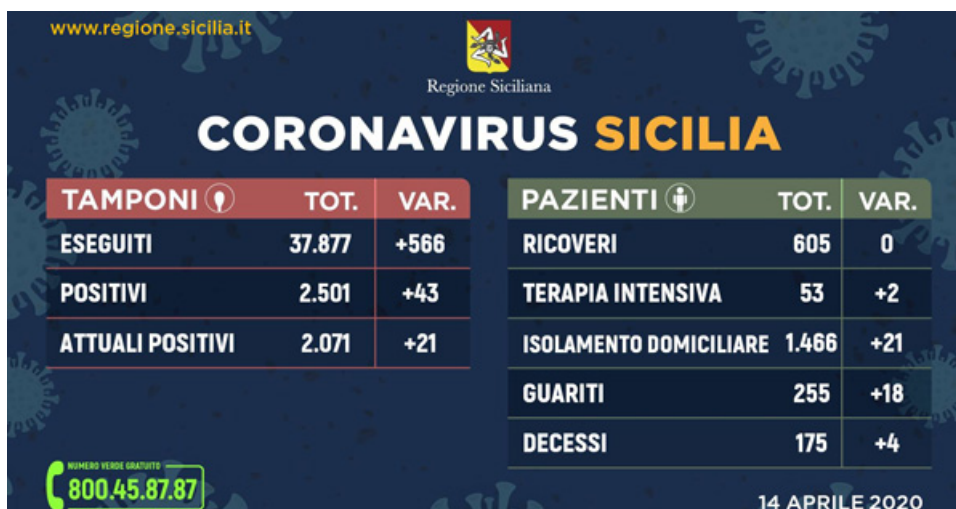 www.regione.sicilia.it
Regione Siciliana
CORONAVIRUS SICILIA
TAMPONI TOT. VAR.
ESEGUITI 37.877 +566
POSITIVI 2.501 +43
ATTUALI POSITIVI 2.071 +21
PAZIENTI TOT. VAR.
RICOVERI 605 0
TERAPIA INTENSIVA 53 +2
ISOLAMENTO DOMICILIARE 1.466 +21
GUARITI 255 +18
DECESSI 175 +4
NUMERO VERDE GRATUITO
800.45.87.87
14 APRILE 2020